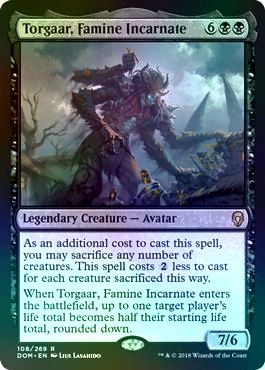 Torgaar, Famine Incarnate 6
Legendary Creature — Avatar
As an additional cost to cast this spell,
you may sacrifice any number of
creatures. This spell costs 2 less to cast
for each creature sacrificed this way.
When Torgaar, Famine Incarnate enters
the battlefield, up to one target player's
life total becomes half their starting life
total, rounded down.
7/6
108/269 R
DOM • EN Lius Lasahido
™ & © 2018 Wizards of the Coast